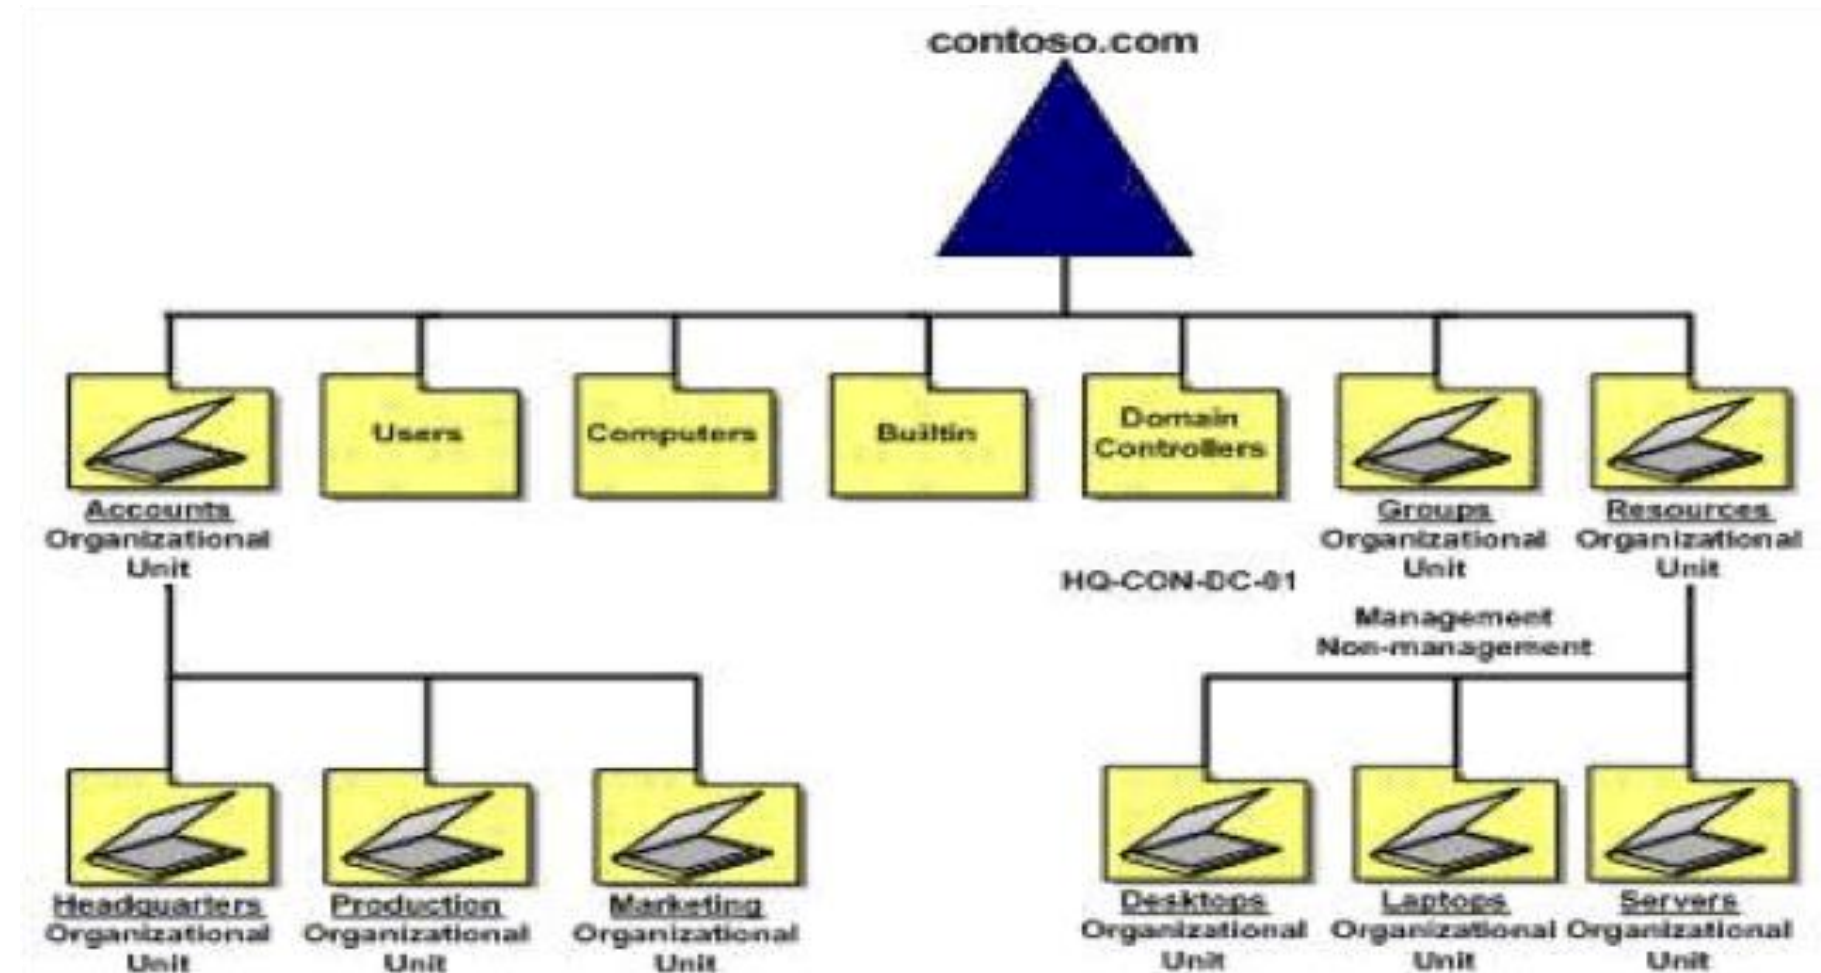 contoso.com
Users
Computers
Builtin
Domain
Controllers
Accounts
Organizational
Unit
Groups
Organizational
Unit
Resources
Organizational
Unit
HQ-CON-DC-01
Management
Non-management
Headquarters
Organizational
Unit
Production
Organizational
Unit
Marketing
Organizational
Unit
Desktops
Organizational
Unit
Laptops
Organizational
Unit
Servers
Organizational
Unit